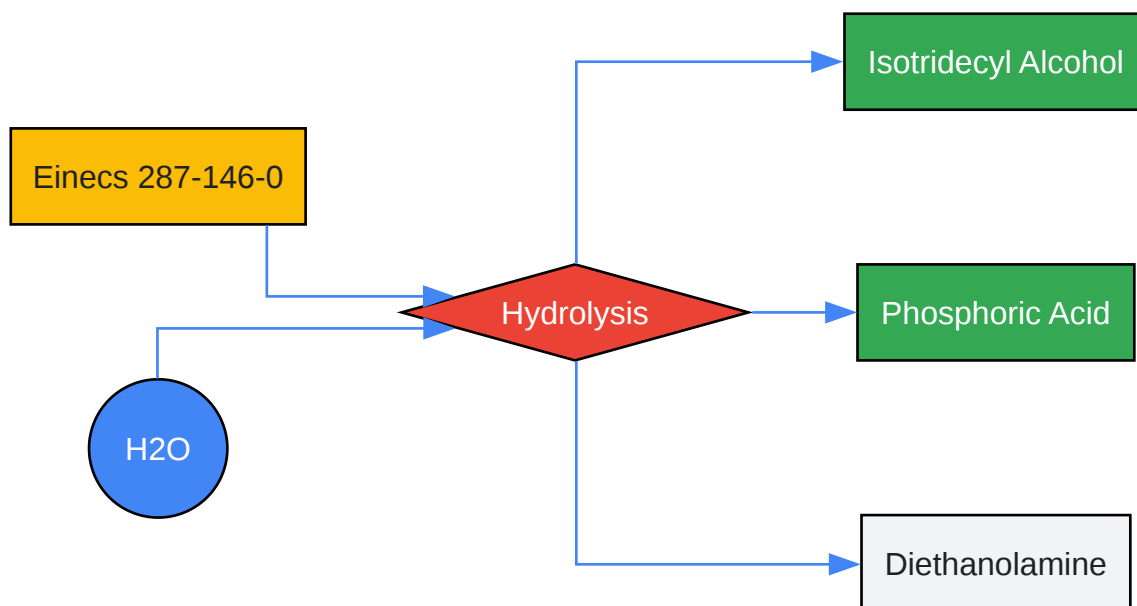 Isotridecyl Alcohol
Einecs 287-146-0
Hydrolysis
Phosphoric Acid
H2O
Diethanolamine